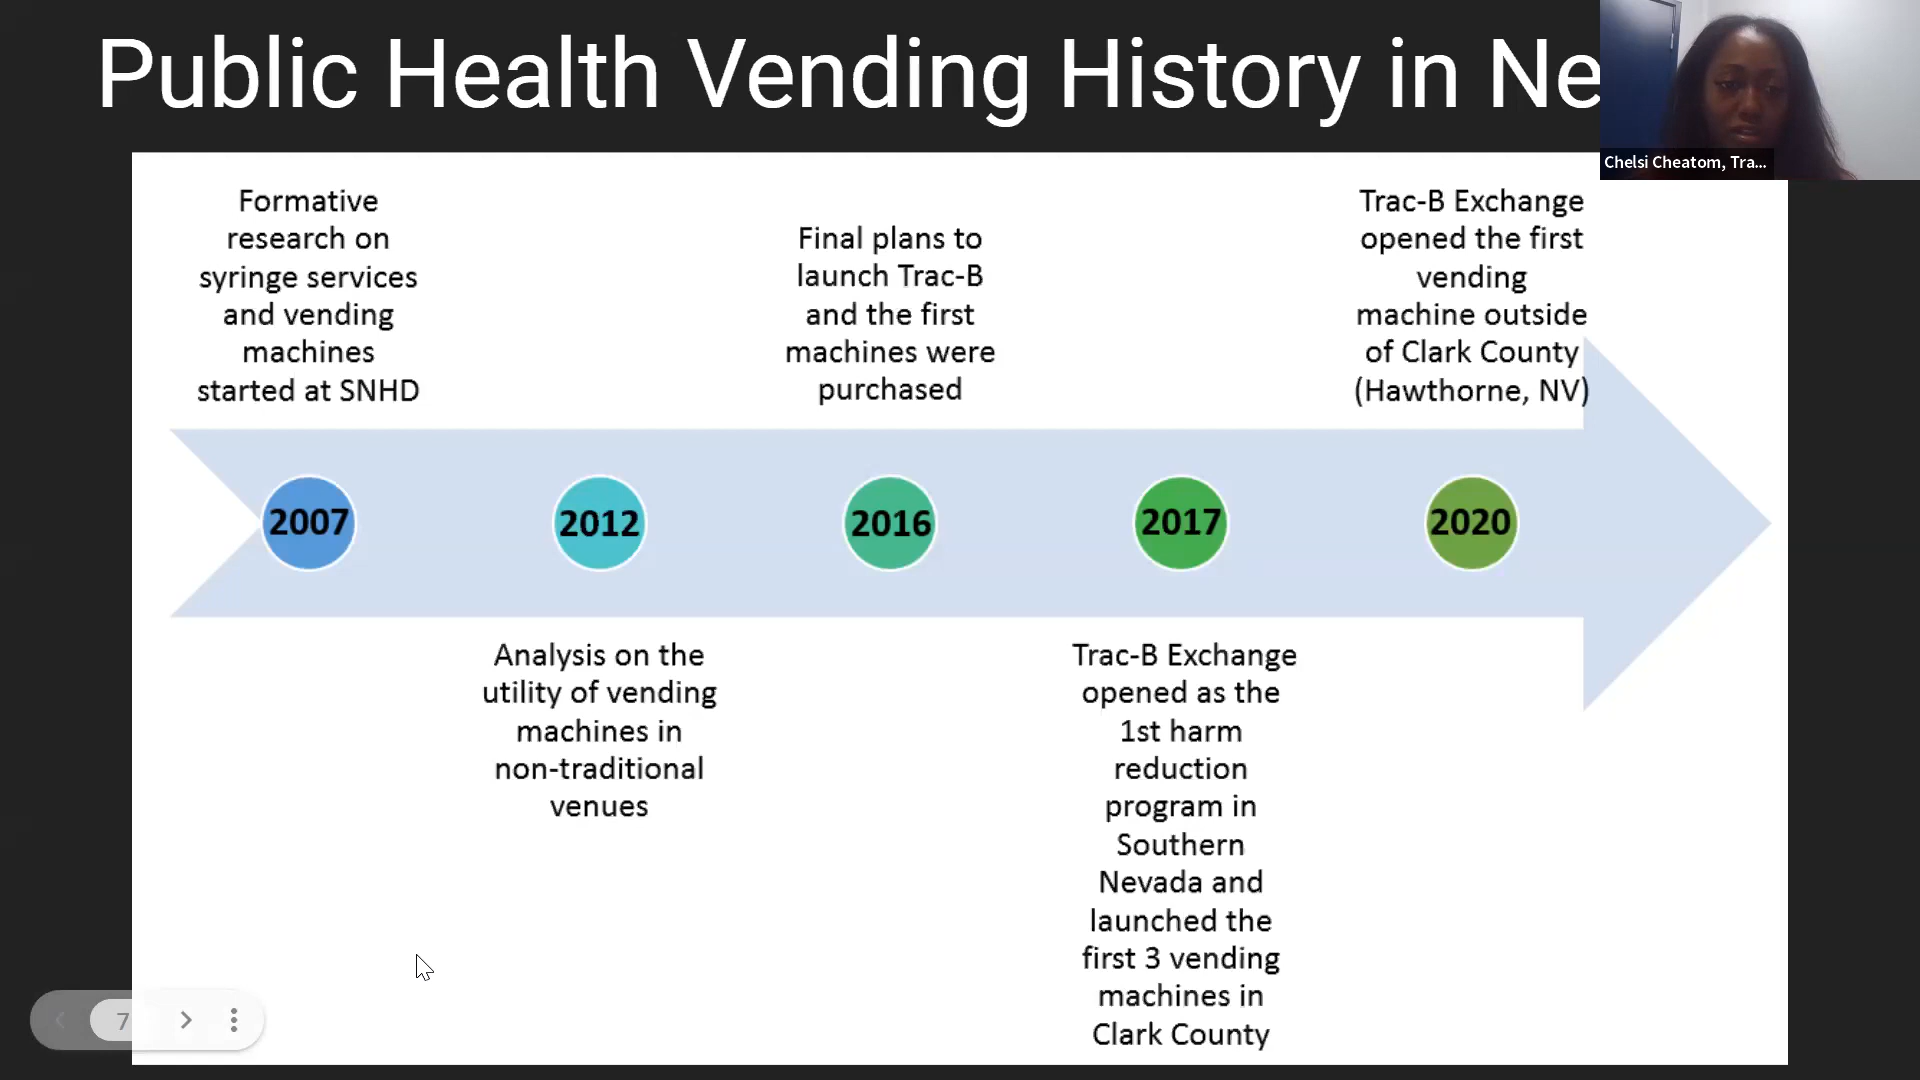 Public Health Vending History in Ne
Chelsi Cheatom, Tra...
Formative
research on
syringe services
and vending
machines
started at SNHD
Final plans to
launch Trac-B
and the first
machines were
purchased
Trac-B Exchange
opened the first
vending
machine outside
of Clark County
(Hawthorne, NV)
2007
2012
2016
2017
2020
Analysis on the
utility of vending
machines in
non-traditional
venues
Trac-B Exchange
opened as the
1st harm
reduction
program in
Southern
Nevada and
launched the
first 3 vending
machines in
Clark County
7